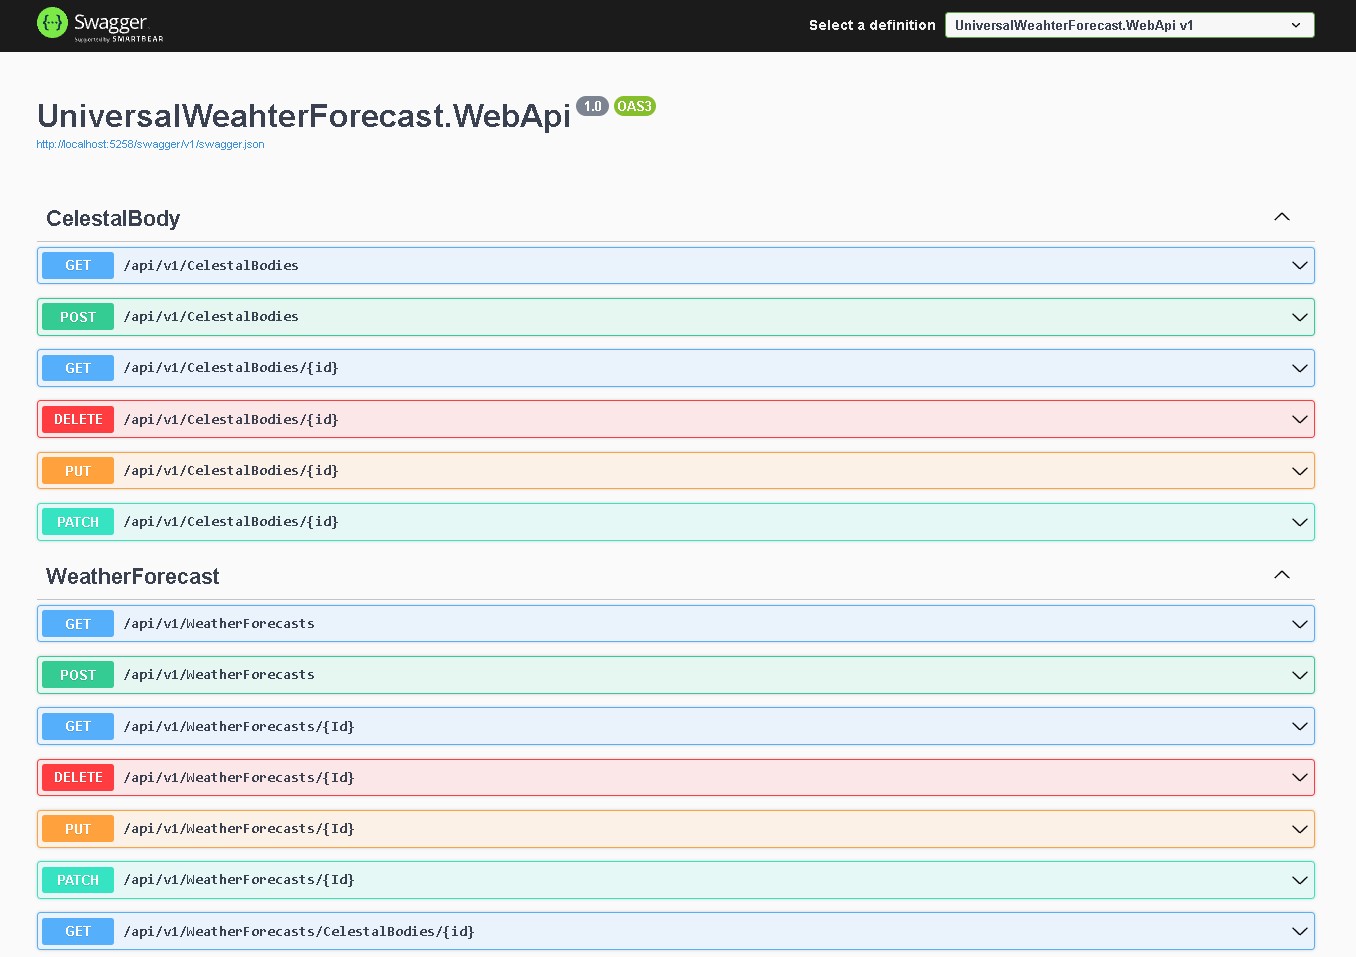 Swagger
Supported by SMARTBEAR
Select a definition
UniversalWeahterForecast.WebApi v1
UniversalWeahterForecast.WebApi 1.0 OAS3
http://localhost:5258/swagger/v1/swagger.json
CelestalBody
GET /api/v1/CelestalBodies
POST /api/v1/CelestalBodies
GET /api/v1/CelestalBodies/{id}
DELETE /api/v1/CelestalBodies/{id}
PUT /api/v1/CelestalBodies/{id}
PATCH /api/v1/CelestalBodies/{id}
WeatherForecast
GET /api/v1/WeatherForecasts
POST /api/v1/WeatherForecasts
GET /api/v1/WeatherForecasts/{Id}
DELETE /api/v1/WeatherForecasts/{Id}
PUT /api/v1/WeatherForecasts/{Id}
PATCH /api/v1/WeatherForecasts/{Id}
GET /api/v1/WeatherForecasts/CelestalBodies/{id}